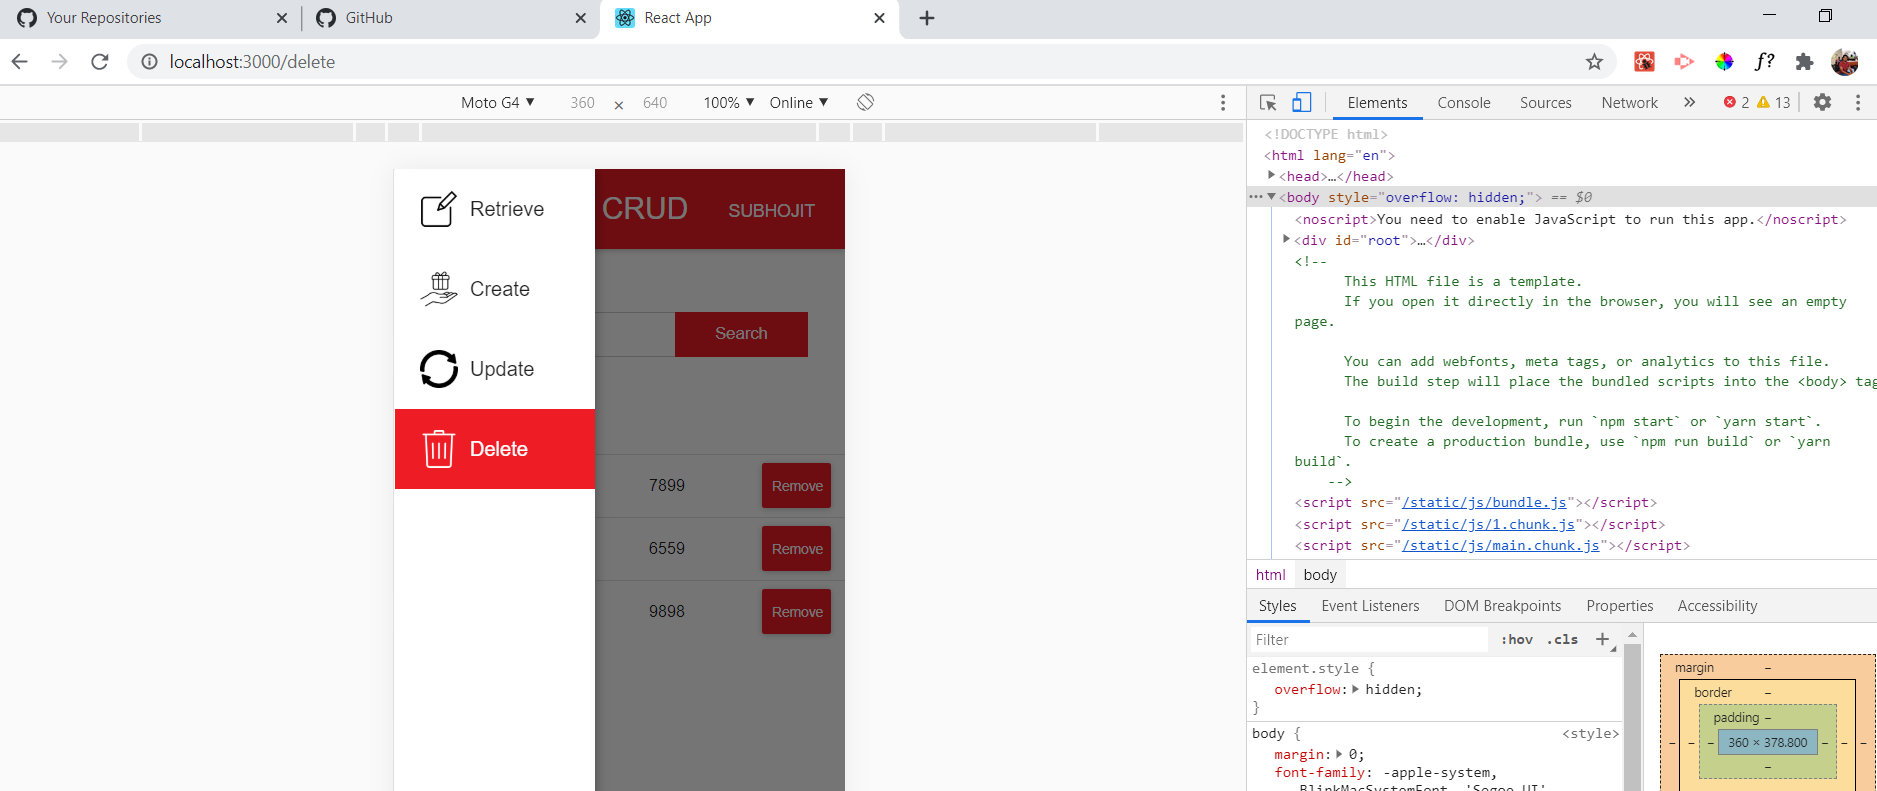 Your Repositories
GitHub
React App
localhost:3000/delete
f?
Moto G4 ▼ 360 × 640 100% ▼ Online ▼
Elements Console Sources Network » 2 13
Retrieve
Create
Update
Delete
CRUD SUBHOJIT
Search
7899 Remove
6559 Remove
9898 Remove
<!DOCTYPE html>
<html lang="en">
<head>…</head>
<body style="overflow: hidden;"> == $0
<noscript>You need to enable JavaScript to run this app.</noscript>
<div id="root">…</div>
<!--
This HTML file is a template.
If you open it directly in the browser, you will see an empty
page.
You can add webfonts, meta tags, or analytics to this file.
The build step will place the bundled scripts into the <body> tag
To begin the development, run `npm start` or `yarn start`.
To create a production bundle, use `npm run build` or `yarn
build`.
-->
<script src="/static/js/bundle.js"></script>
<script src="/static/js/1.chunk.js"></script>
<script src="/static/js/main.chunk.js"></script>
html body
Styles Event Listeners DOM Breakpoints Properties Accessibility
Filter :hov .cls +
element.style {
overflow: hidden;
}
body { <style>
margin: 0;
font-family: -apple-system,
BlinkMacSystemFont, 'Segoe UI'
margin –
border –
padding –
– – – 360 × 378.800 – – –
–